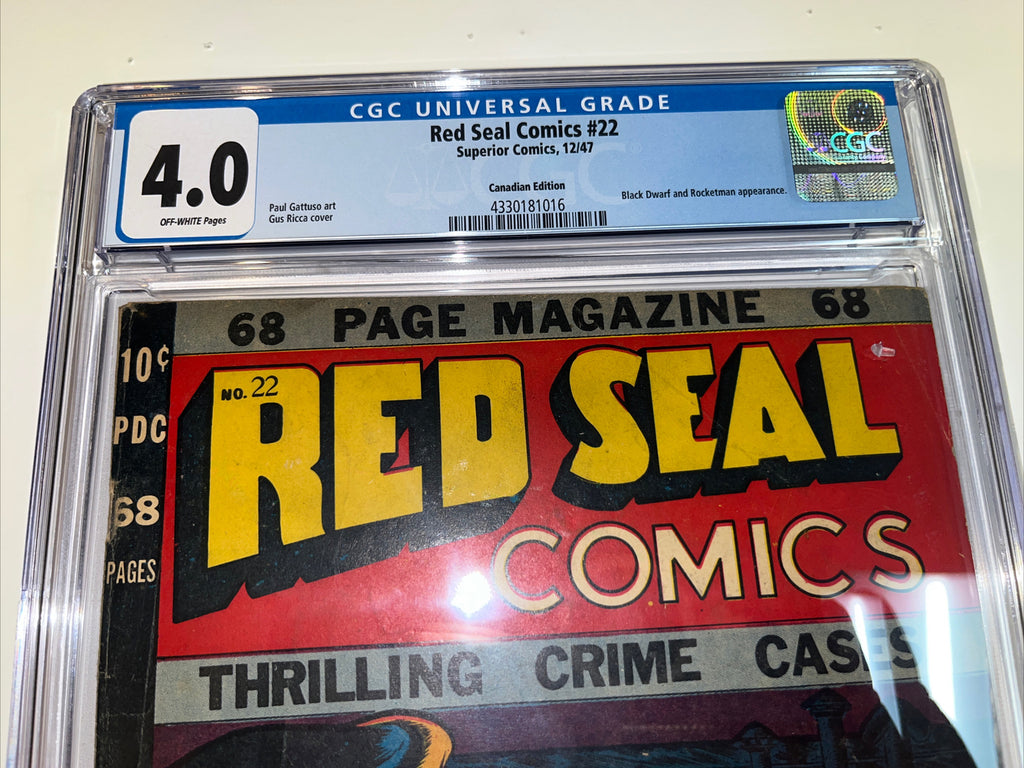 CGC UNIVERSAL GRADE
4.0
OFF-WHITE Pages
Red Seal Comics #22
Superior Comics, 12/47
Canadian Edition
4330181016
Paul Gattuso art
Gus Ricca cover
Black Dwarf and Rocketman appearance.
CGC
68 PAGE MAGAZINE 68
10¢
PDC
68
PAGES
NO. 22
RED SEAL
COMICS
THRILLING CRIME CASES